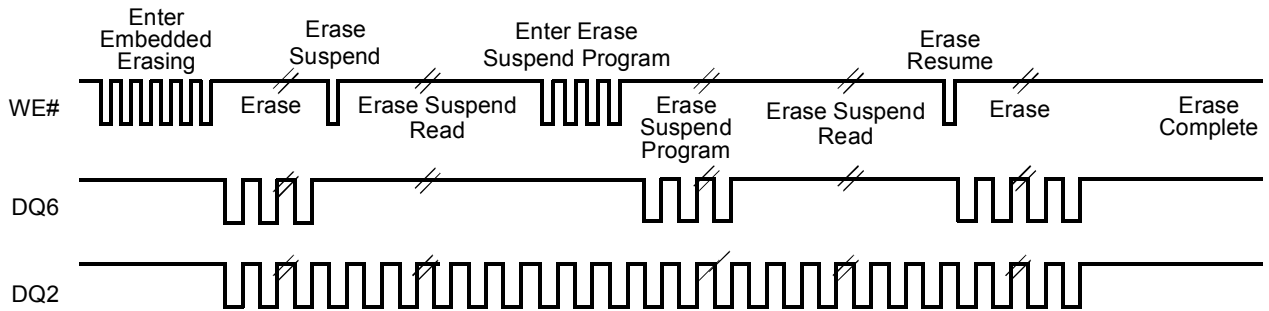 Enter
Embedded
Erasing
Erase
Suspend
Enter Erase
Suspend Program
Erase
Resume
WE#
Erase
Erase Suspend
Read
Erase
Suspend
Program
Erase Suspend
Read
Erase
Erase
Complete
DQ6
DQ2